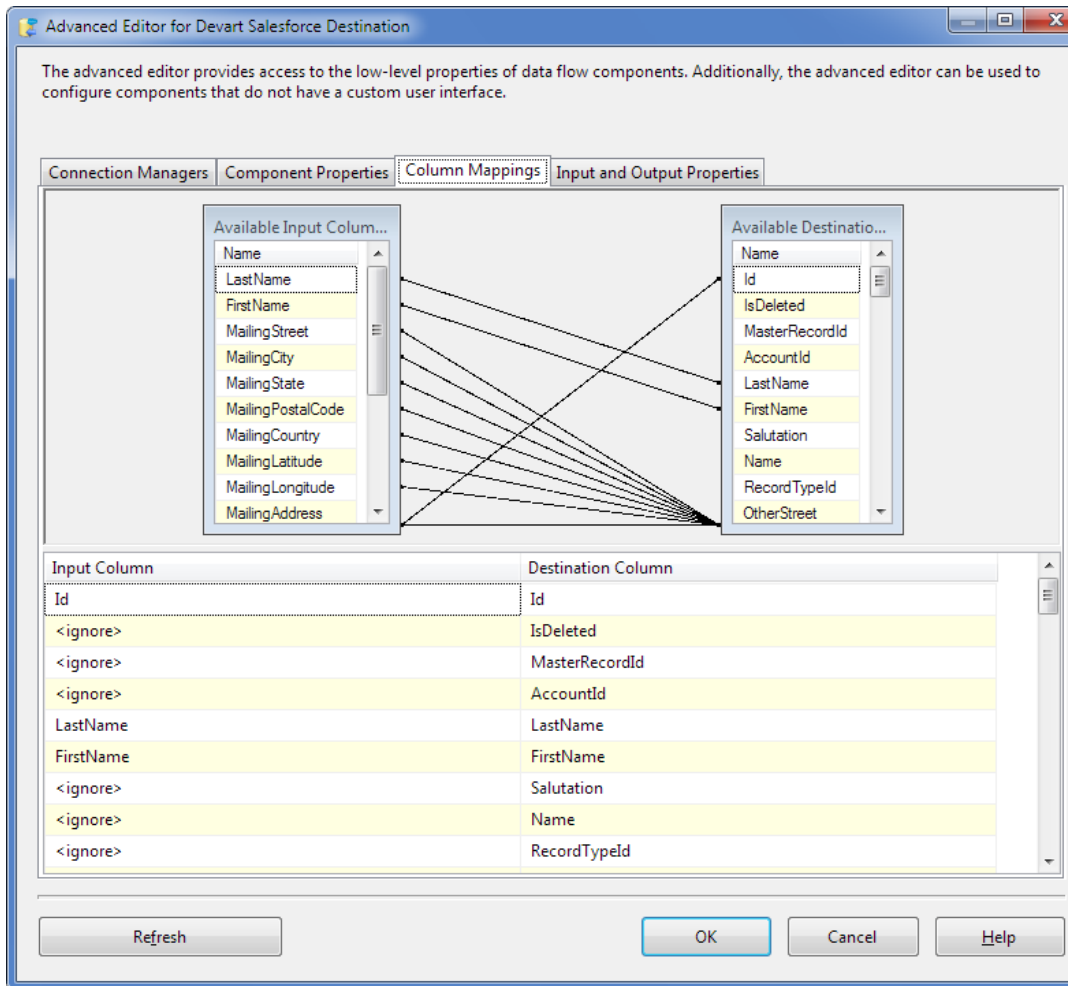 Advanced Editor for Devart Salesforce Destination
The advanced editor provides access to the low-level properties of data flow components. Additionally, the advanced editor can be used to
configure components that do not have a custom user interface.
Connection Managers Component Properties Column Mappings Input and Output Properties
Available Input Colum...
Name
LastName
FirstName
MailingStreet
MailingCity
MailingState
MailingPostalCode
MailingCountry
MailingLatitude
MailingLongitude
MailingAddress
Available Destinatio...
Name
Id
IsDeleted
MasterRecordId
AccountId
LastName
FirstName
Salutation
Name
RecordTypeId
OtherStreet
Input Column Destination Column
Id Id
<ignore> IsDeleted
<ignore> MasterRecordId
<ignore> AccountId
LastName LastName
FirstName FirstName
<ignore> Salutation
<ignore> Name
<ignore> RecordTypeId
Refresh OK Cancel Help